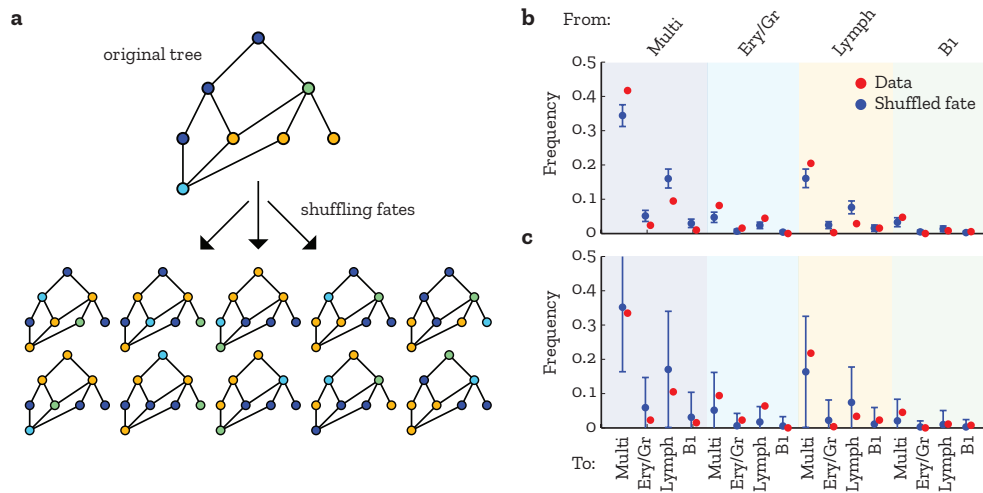 a
original tree
shuffling fates
b
From:
Multi
Ery/Gr
Lymph
B1
Frequency
0.5
0.4
0.3
0.2
0.1
0
Data
Shuffled fate
c
Frequency
0.5
0.4
0.3
0.2
0.1
0
To:
Multi
Ery/Gr
Lymph
B1
Multi
Ery/Gr
Lymph
B1
Multi
Ery/Gr
Lymph
B1
Multi
Ery/Gr
Lymph
B1